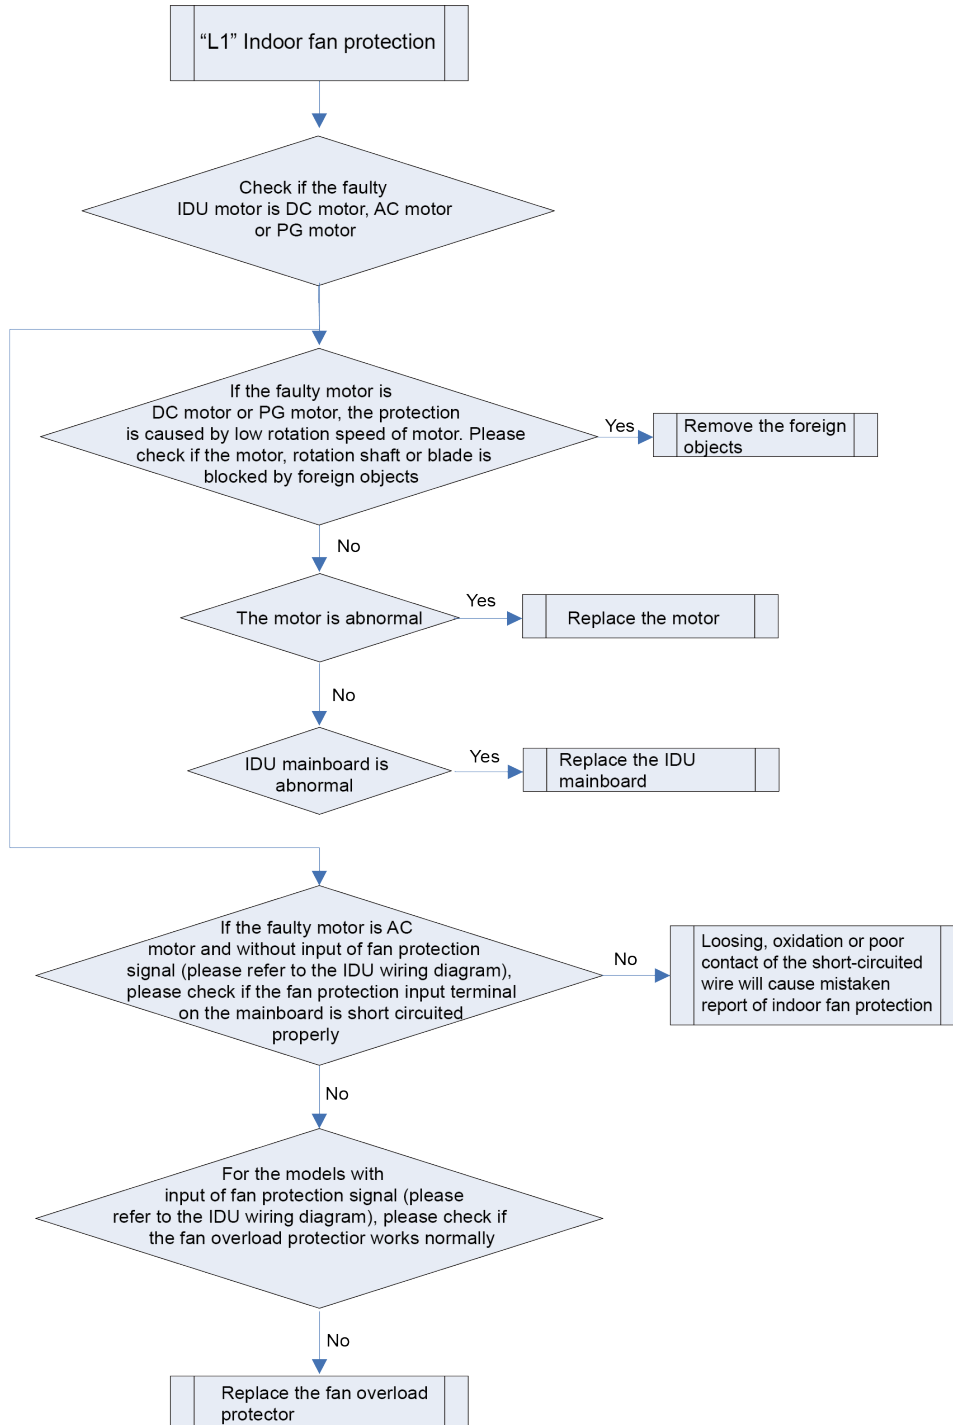 “L1” Indoor fan protection
Check if the faulty
IDU motor is DC motor, AC motor
or PG motor
If the faulty motor is
DC motor or PG motor, the protection
is caused by low rotation speed of motor. Please
check if the motor, rotation shaft or blade is
blocked by foreign objects
Yes
Remove the foreign
objects
No
The motor is abnormal
Yes
Replace the motor
No
IDU mainboard is
abnormal
Yes
Replace the IDU
mainboard
If the faulty motor is AC
motor and without input of fan protection
signal (please refer to the IDU wiring diagram),
please check if the fan protection input terminal
on the mainboard is short circuited
properly
No
Loosing, oxidation or poor
contact of the short-circuited
wire will cause mistaken
report of indoor fan protection
No
For the models with
input of fan protection signal (please
refer to the IDU wiring diagram), please check if
the fan overload protectior works normally
No
Replace the fan overload
protector